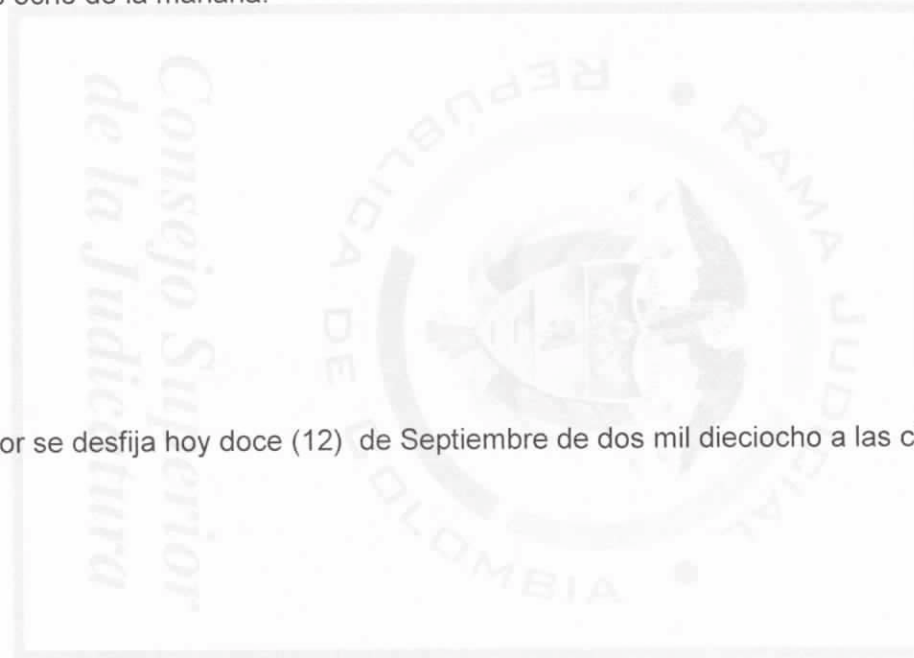 de la mañana.
or se desfija hoy doce (12) de Septiembre de dos mil dieciocho a las c
Consejo Superior
de la Judicatura
REPUBLICA DE COLOMBIA • RAMA JUDICIAL •